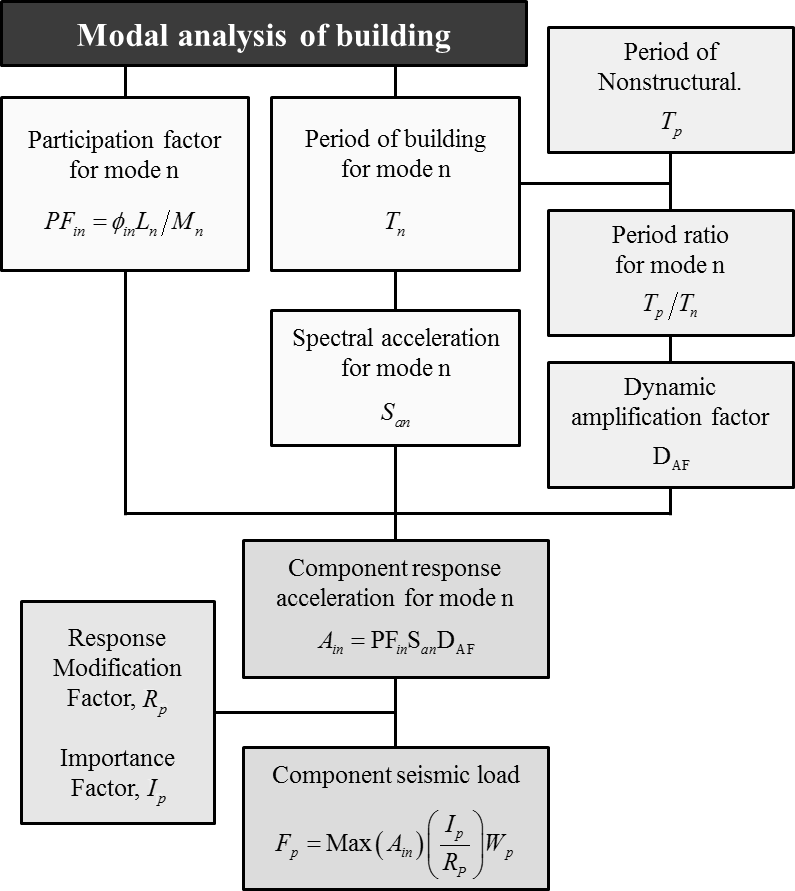 Modal analysis of building
Participation factor
for mode n
PF_in = ϕ_in L_n / M_n
Period of building
for mode n
T_n
Period of
Nonstructural.
T_p
Period ratio
for mode n
T_p / T_n
Spectral acceleration
for mode n
S_an
Dynamic
amplification factor
D_AF
Component response
acceleration for mode n
A_in = PF_in S_an D_AF
Response
Modification
Factor, R_p
Importance
Factor, I_p
Component seismic load
F_p = Max(A_in)(I_p / R_P)W_p